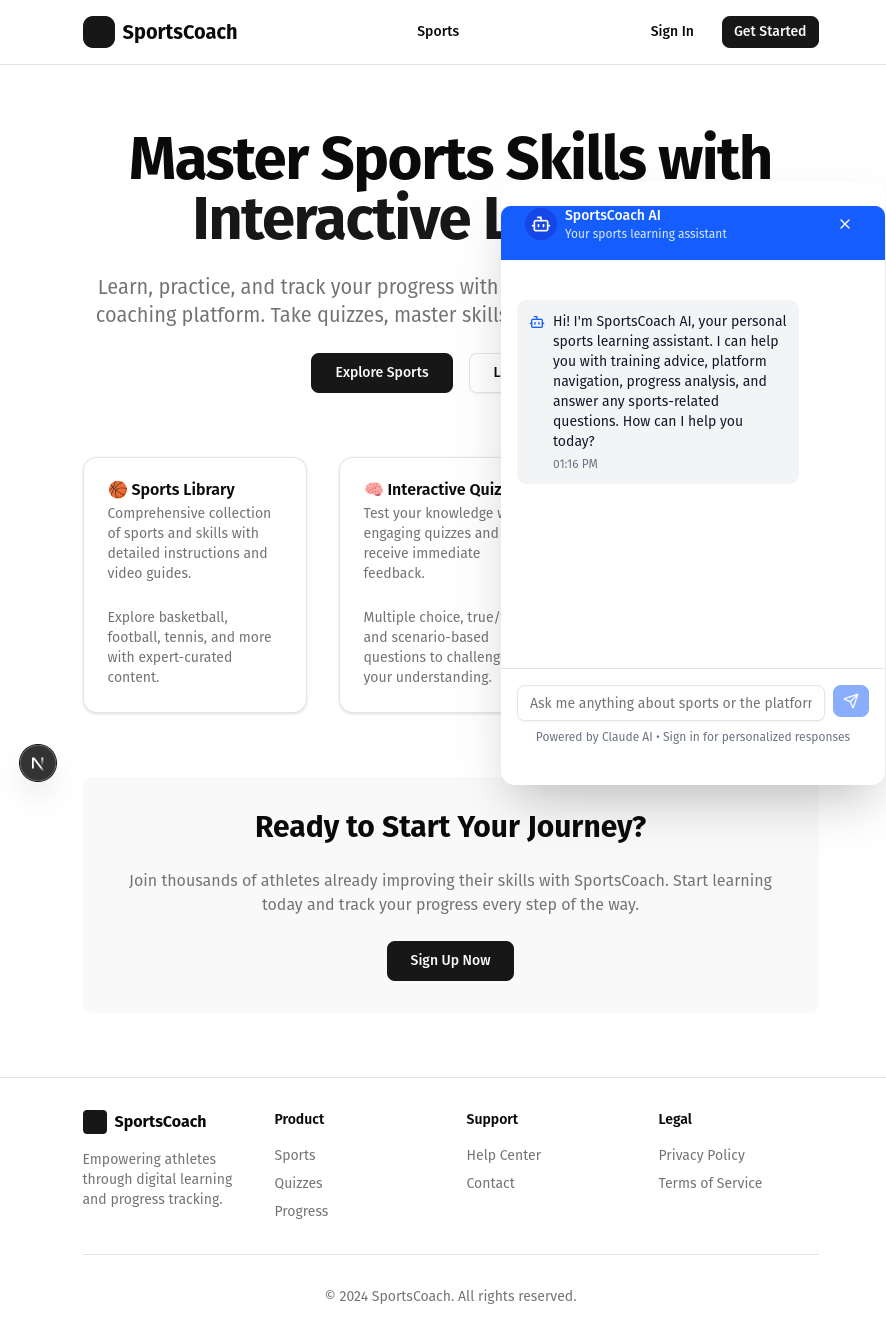 SportsCoach
Sports
Sign In
Get Started
Master Sports Skills with
Interactive
Learn, practice, and track your progress with
coaching platform. Take quizzes, master skills
Explore Sports
L
🏀 Sports Library
Comprehensive collection
of sports and skills with
detailed instructions and
video guides.
Explore basketball,
football, tennis, and more
with expert-curated
content.
🧠 Interactive Quiz
Test your knowledge
engaging quizzes and
receive immediate
feedback.
Multiple choice, true/
and scenario-based
questions to challeng
your understanding.
SportsCoach AI
Your sports learning assistant
Hi! I'm SportsCoach AI, your personal
sports learning assistant. I can help
you with training advice, platform
navigation, progress analysis, and
answer any sports-related
questions. How can I help you
today?
01:16 PM
Ask me anything about sports or the platforr
Powered by Claude AI • Sign in for personalized responses
N
Ready to Start Your Journey?
Join thousands of athletes already improving their skills with SportsCoach. Start learning
today and track your progress every step of the way.
Sign Up Now
SportsCoach
Empowering athletes
through digital learning
and progress tracking.
Product
Sports
Quizzes
Progress
Support
Help Center
Contact
Legal
Privacy Policy
Terms of Service
© 2024 SportsCoach. All rights reserved.